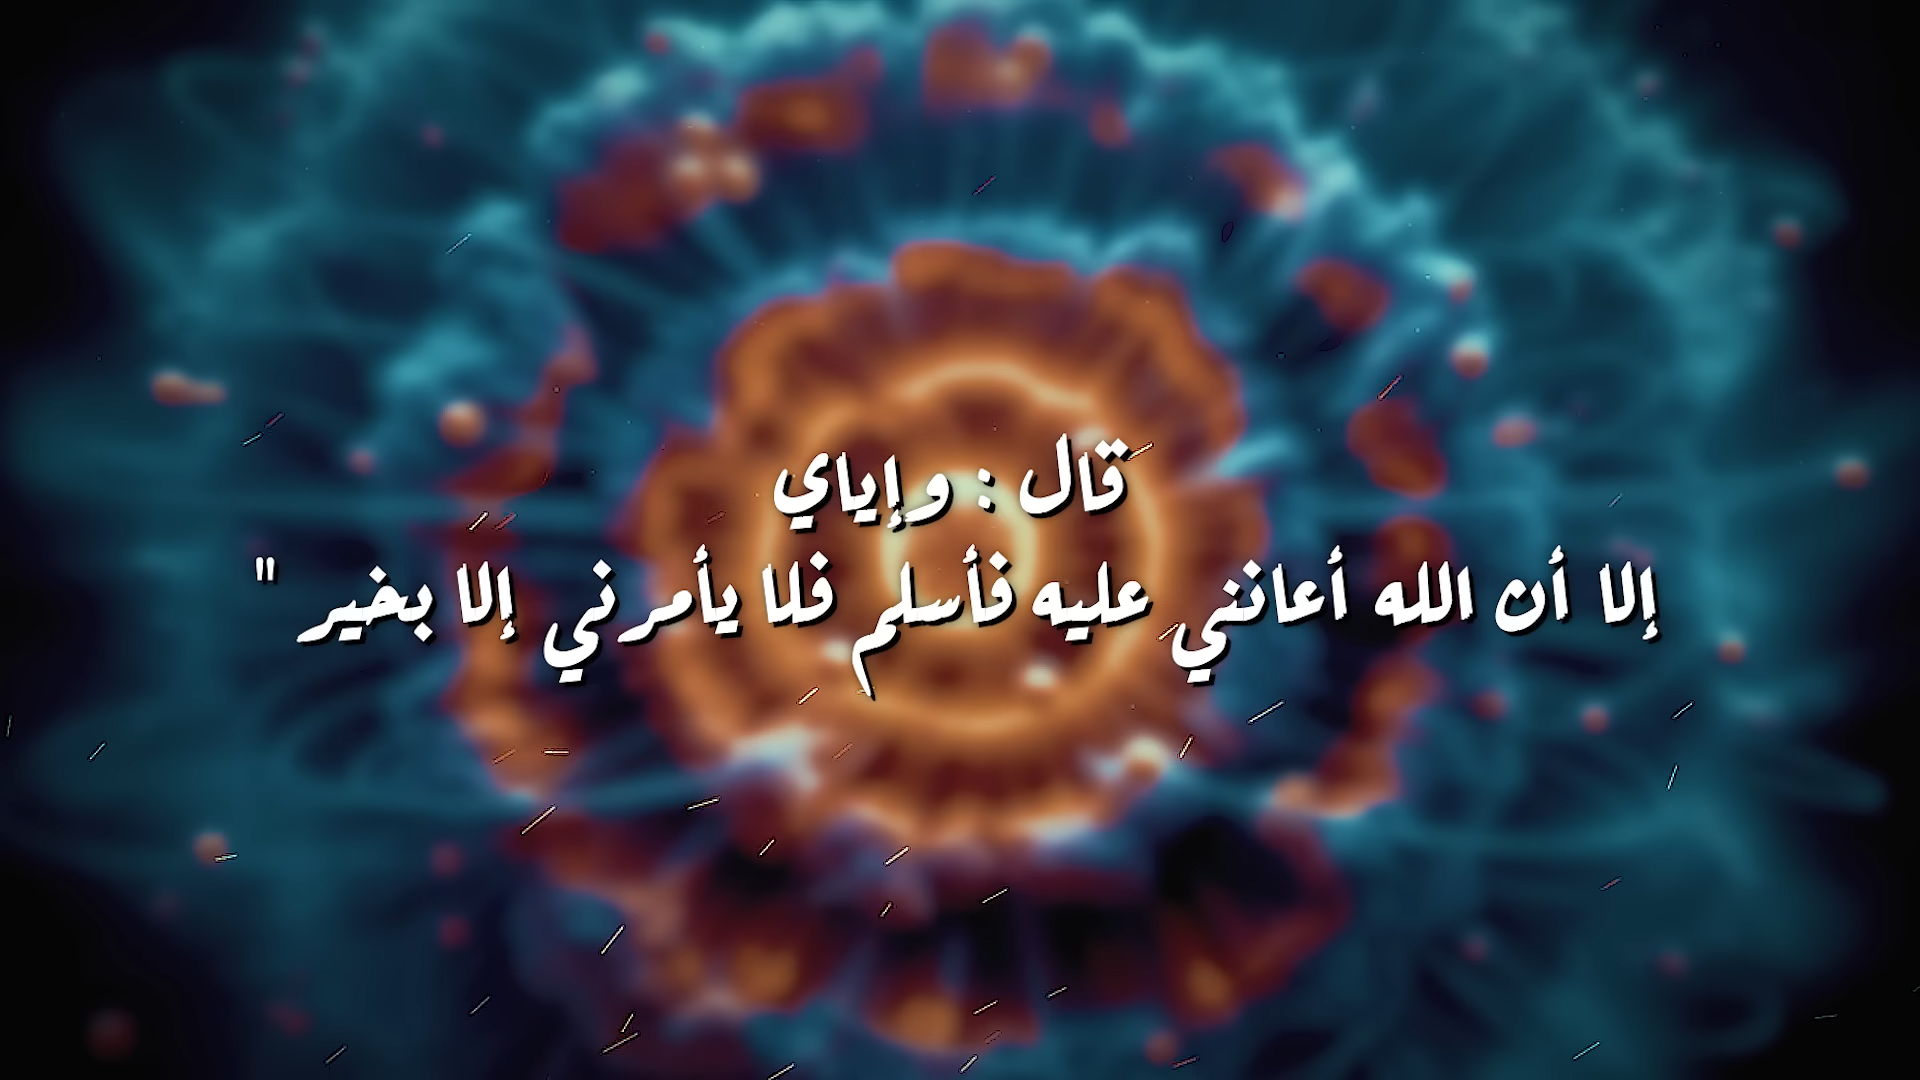 قال : وإياي
إلا أن الله أعانني عليه فأسلم فلا يأمرني إلا بخير "